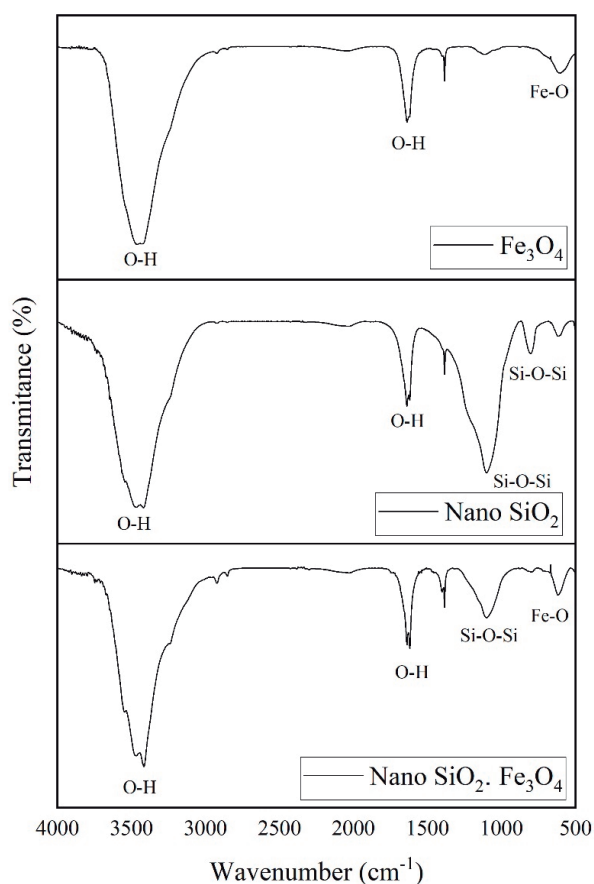 Fe-O
O-H
O-H
Fe₃O₄
Si-O-Si
O-H
Si-O-Si
O-H
Nano SiO₂
Fe-O
Si-O-Si
O-H
O-H
Nano SiO₂. Fe₃O₄
Transmitance (%)
4000 3500 3000 2500 2000 1500 1000 500
Wavenumber (cm⁻¹)